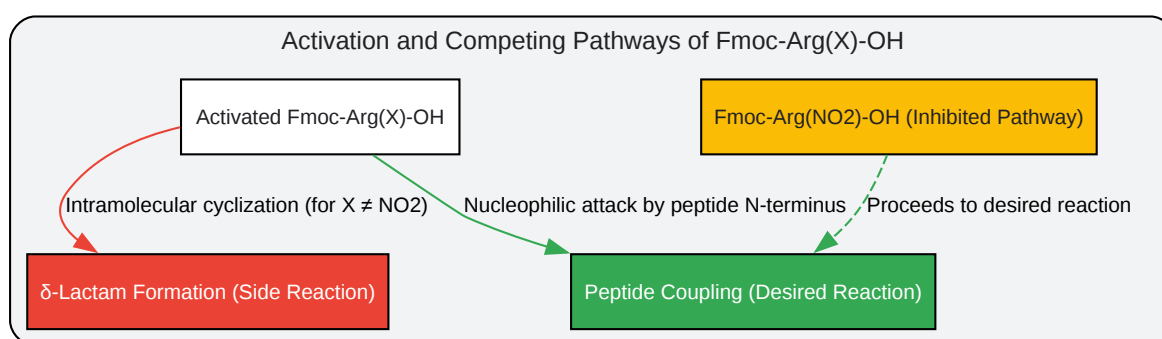 Activation and Competing Pathways of Fmoc-Arg(X)-OH
Activated Fmoc-Arg(X)-OH
Fmoc-Arg(NO2)-OH (Inhibited Pathway)
Intramolecular cyclization (for X ≠ NO2)
Nucleophilic attack by peptide N-terminus
Proceeds to desired reaction
δ-Lactam Formation (Side Reaction)
Peptide Coupling (Desired Reaction)